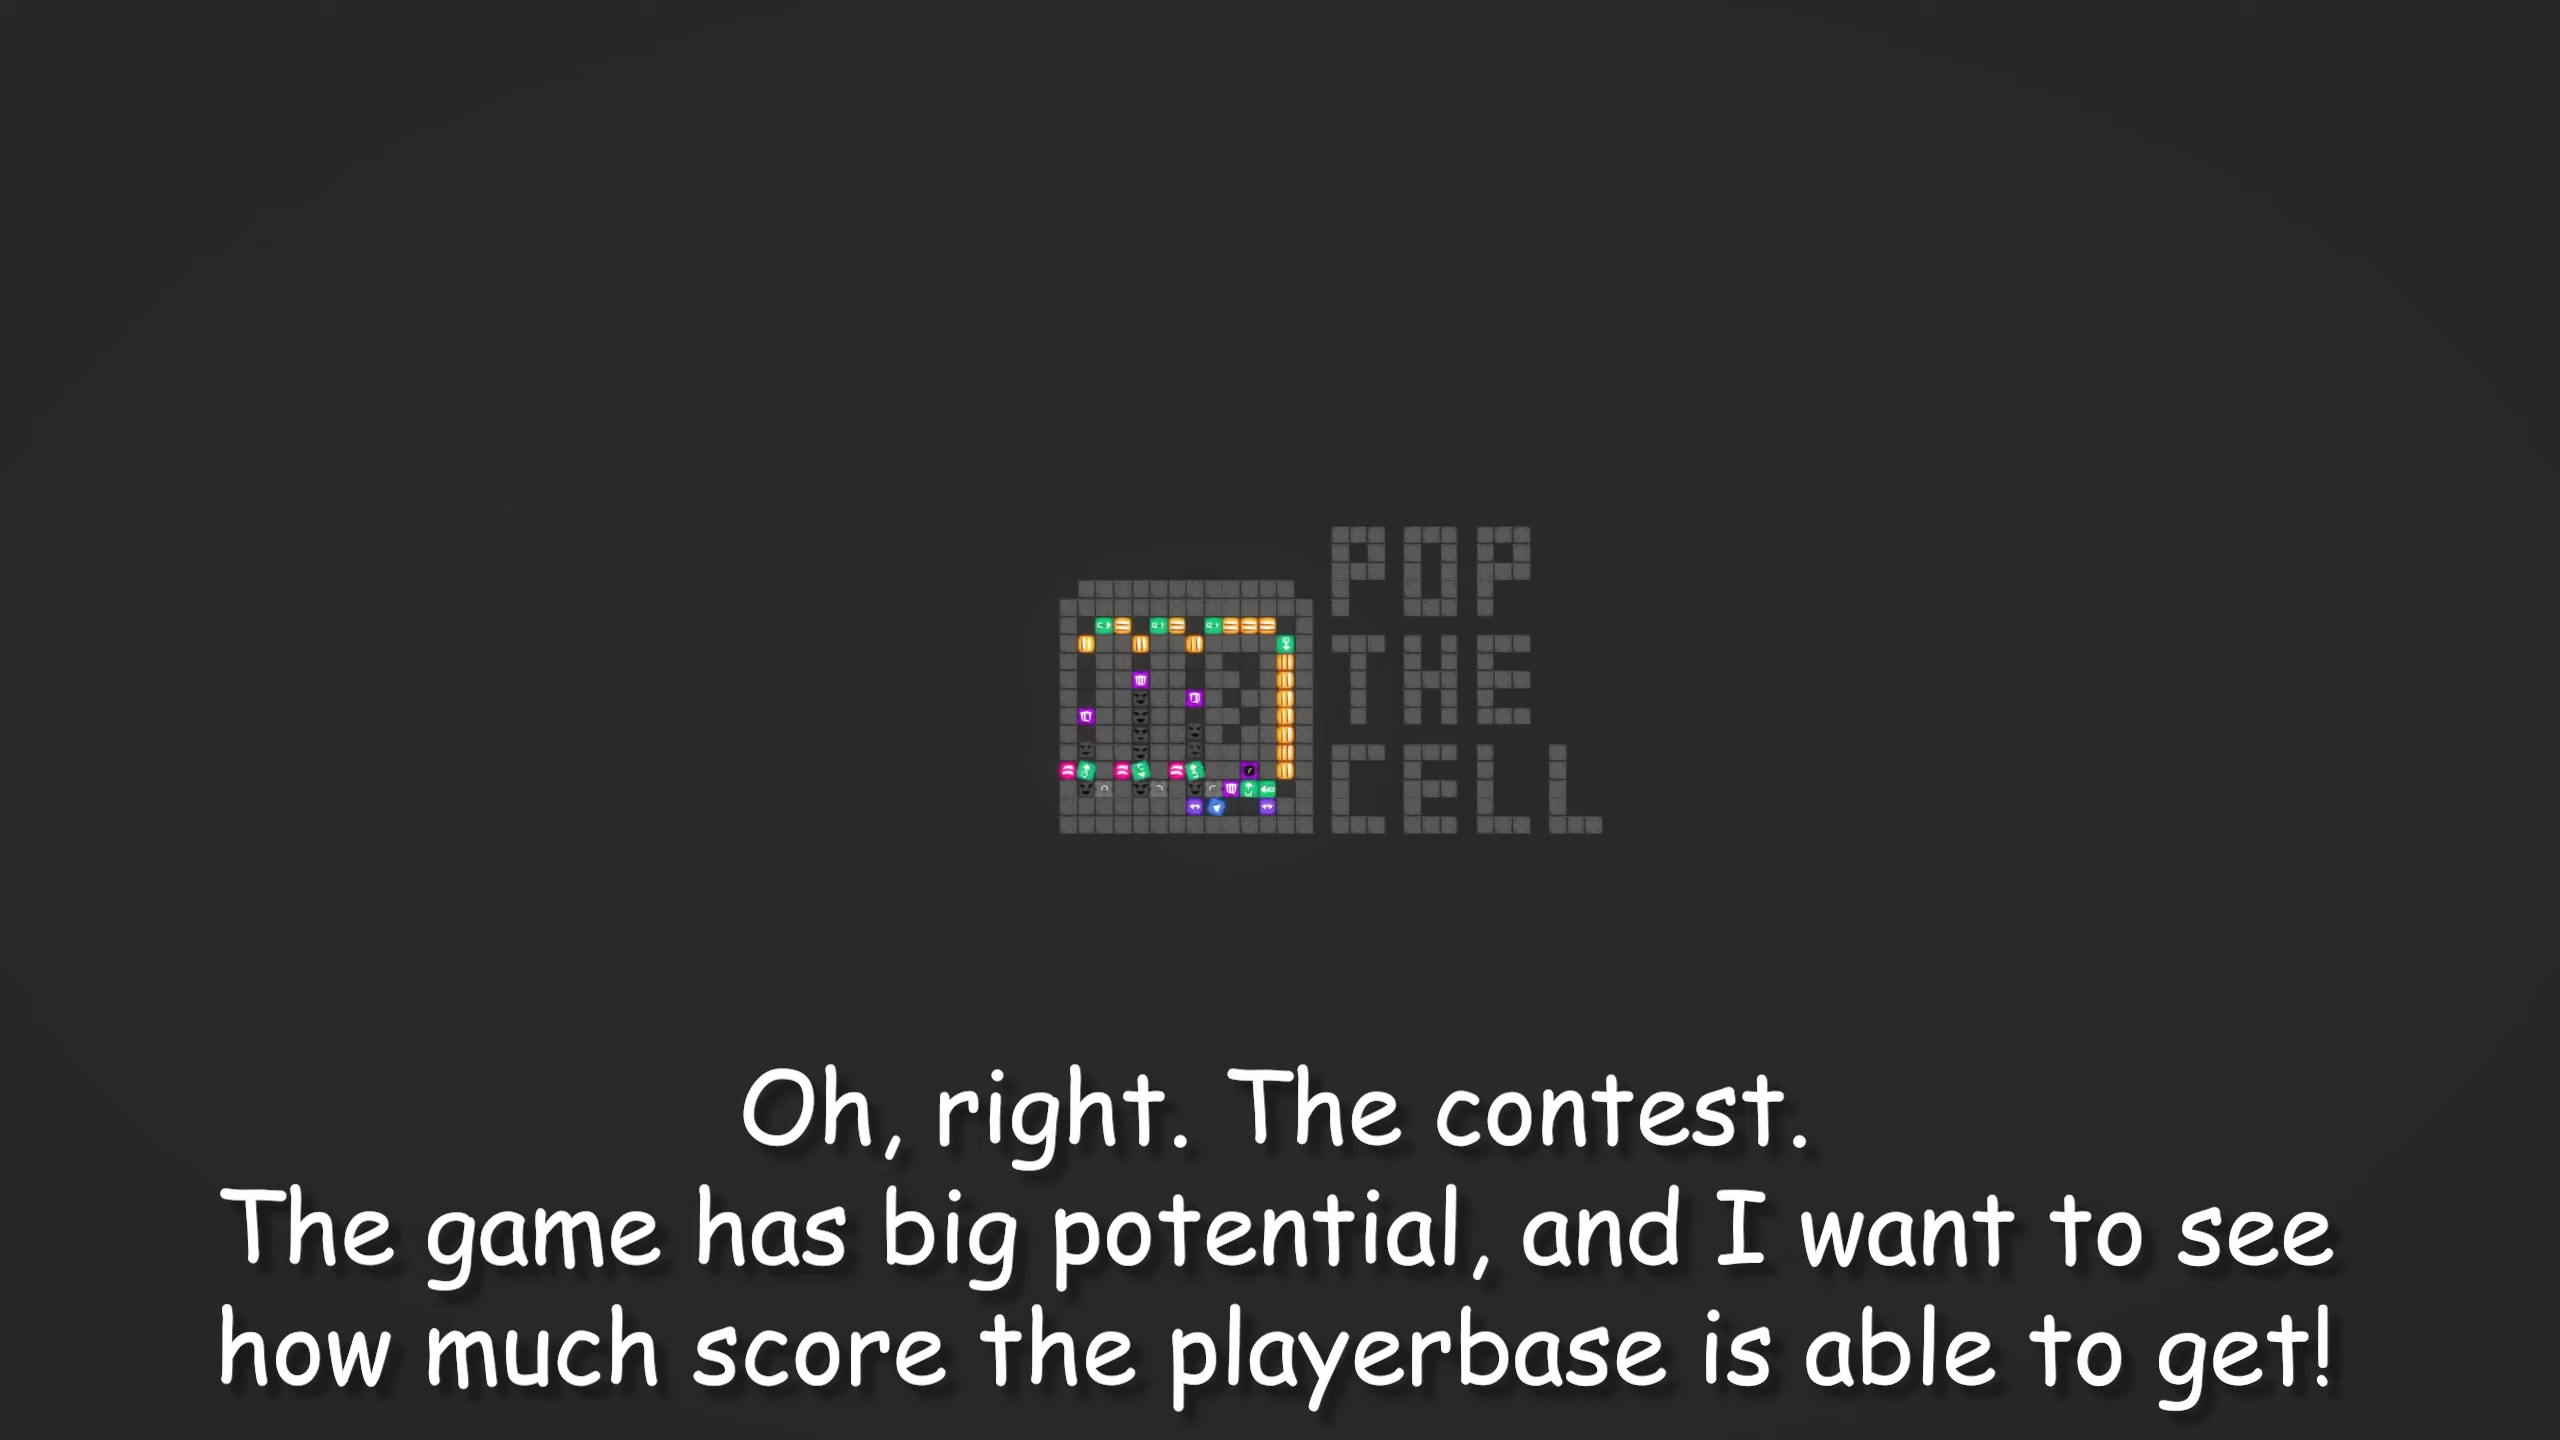 POP
THE
CELL
Oh, right. The contest.
The game has big potential, and I want to see
how much score the playerbase is able to get!